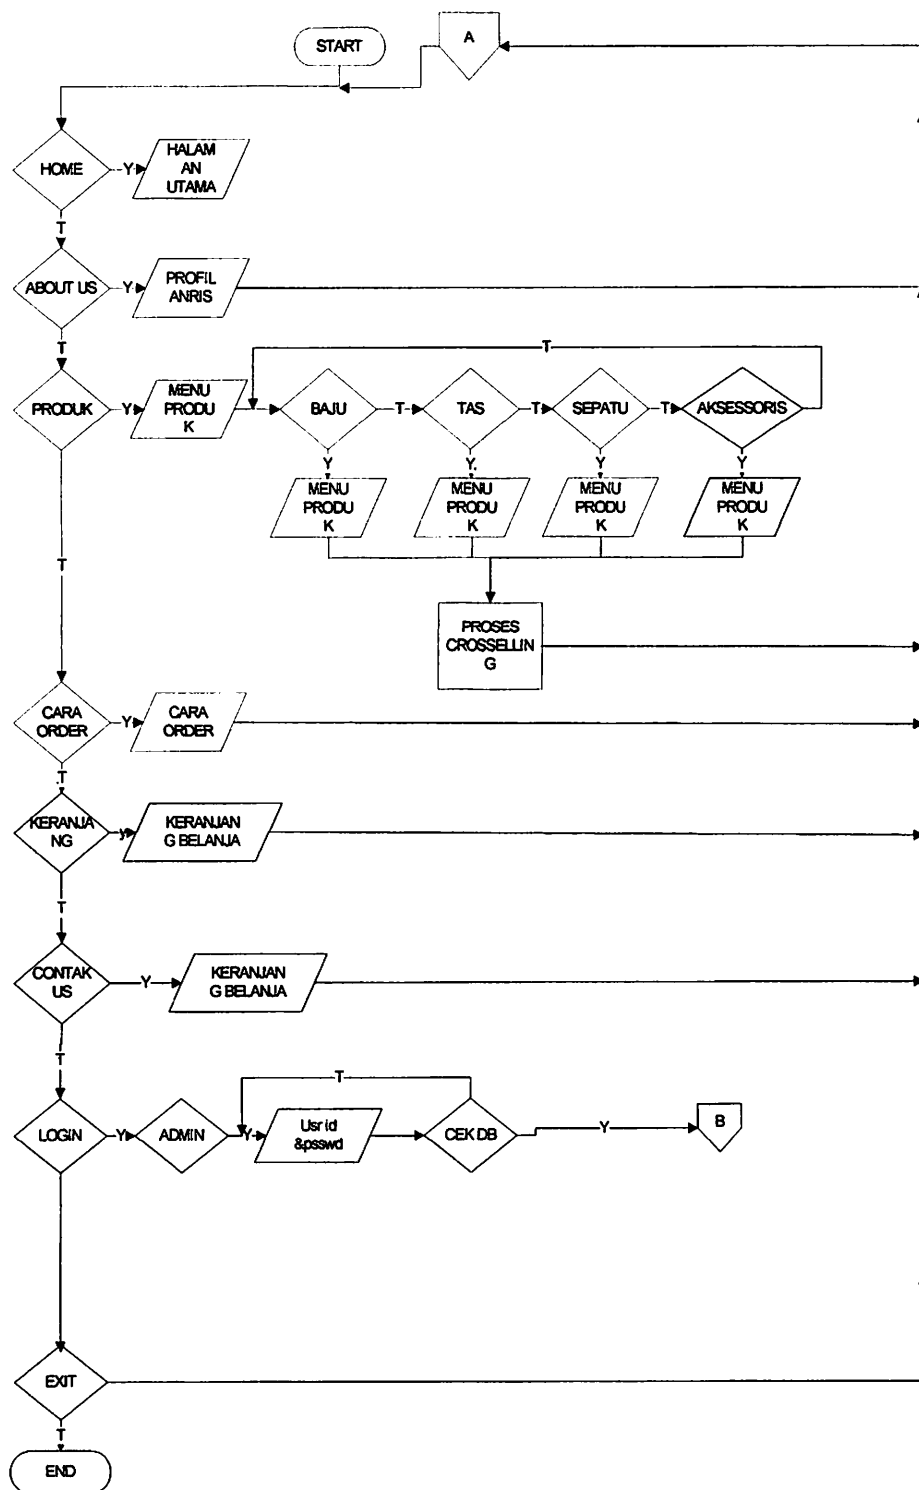 START
A
HOME
Y
HALAM
AN
UTAMA
T
ABOUT US
Y
PROFIL
ANRIS
T
T
PRODUK
Y
MENU
PRODU
K
BAJU
T
TAS
T
SEPATU
T
AKSESSORIS
Y
Y.
Y
Y
MENU
PRODU
K
MENU
PRODU
K
MENU
PRODU
K
MENU
PRODU
K
T
PROSES
CROSSELLIN
G
CARA
ORDER
Y
CARA
ORDER
.T
KERANJA
NG
y
KERANJAN
G BELANJA
T
CONTAK
US
Y
KERANJAN
G BELANJA
T
T
LOGIN
Y
ADMIN
Y
Usr id
&psswd
CEK DB
Y
B
EXIT
T
END